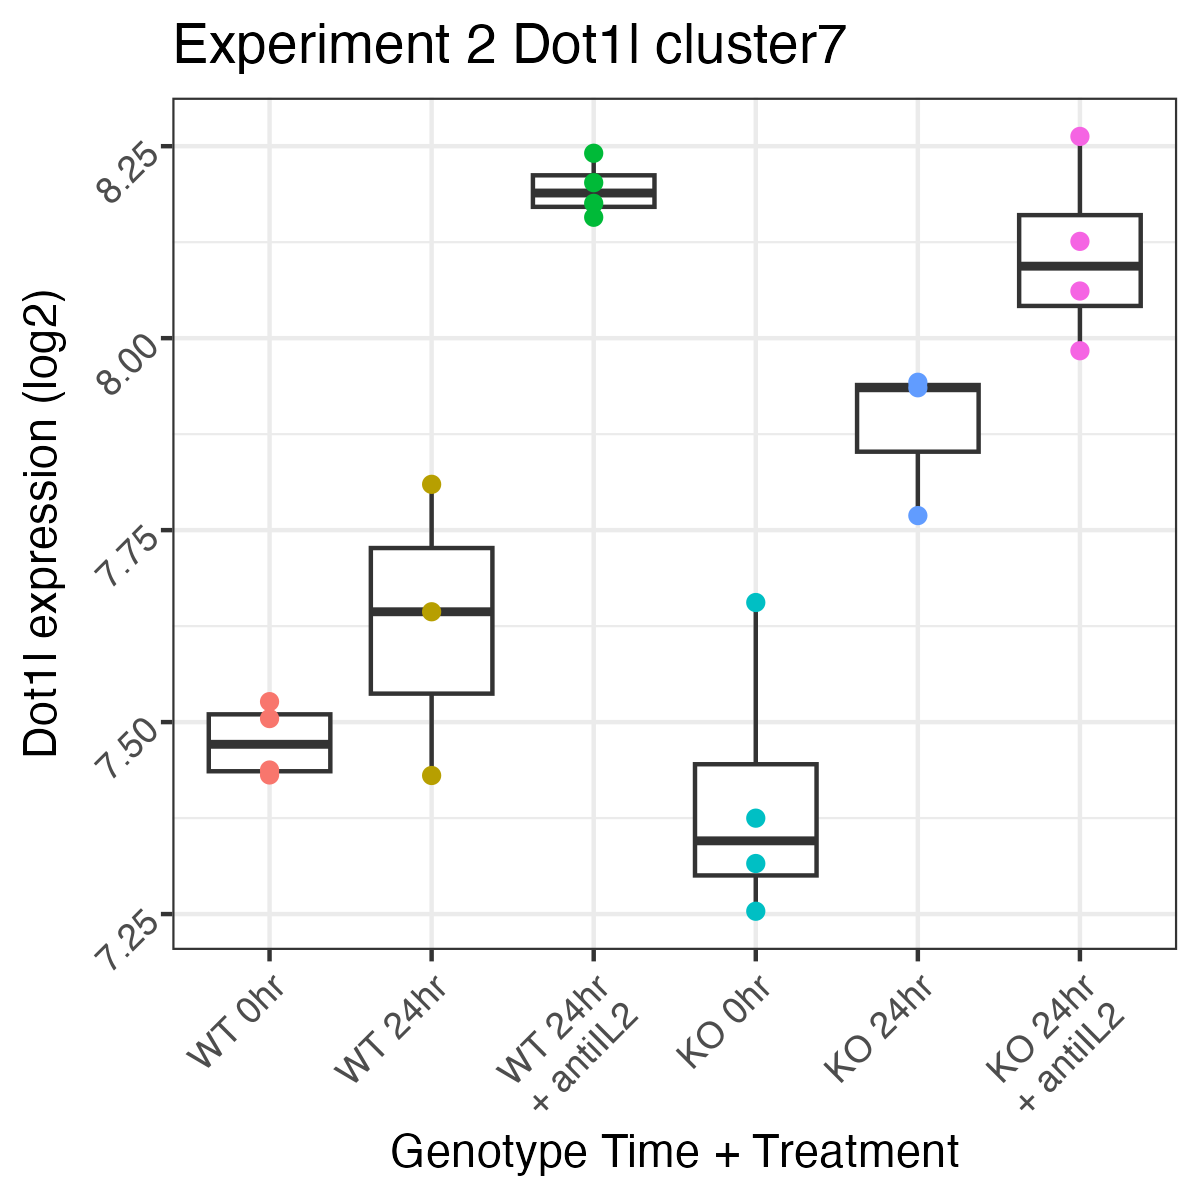 Experiment 2 Dot1l cluster7
Dot1l expression (log2)
8.25
8.00
7.75
7.50
7.25
WT 0hr
WT 24hr
WT 24hr
+ antiIL2
KO 0hr
KO 24hr
KO 24hr
+ antiIL2
Genotype Time + Treatment